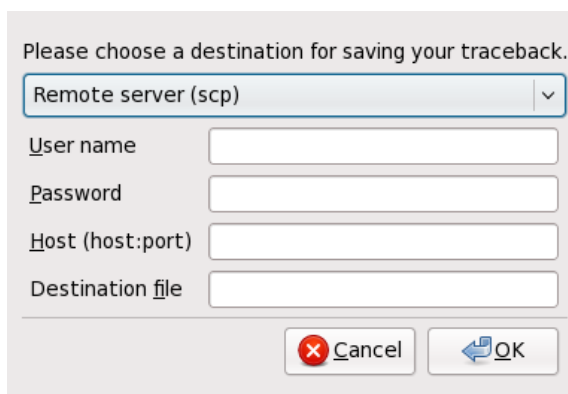 Please choose a destination for saving your traceback.
Remote server (scp)
User name
Password
Host (host:port)
Destination file
Cancel OK